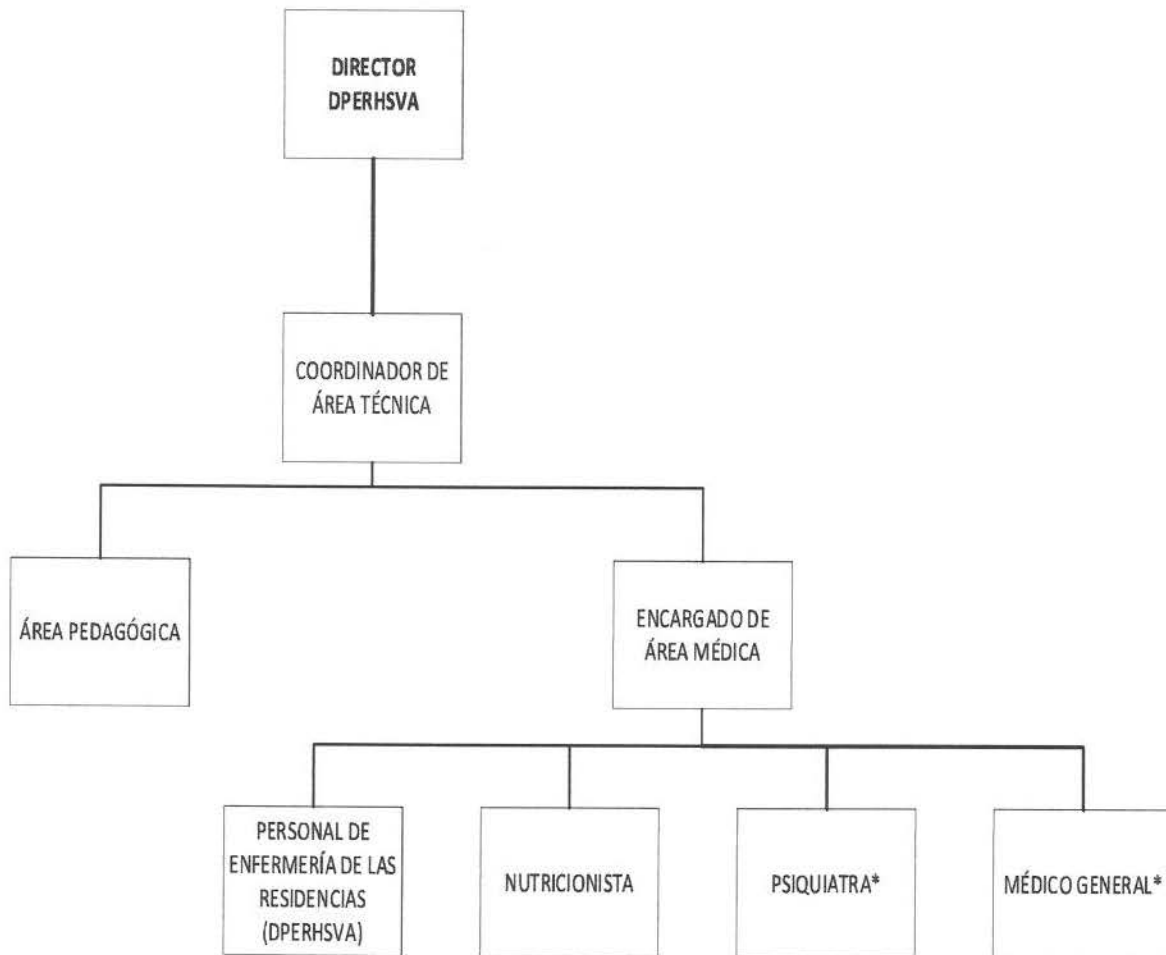 DIRECTOR
DPERHSVA
COORDINADOR DE
ÁREA TÉCNICA
ÁREA PEDAGÓGICA
ENCARGADO DE
ÁREA MÉDICA
PERSONAL DE
ENFERMERÍA DE LAS
RESIDENCIAS
(DPERHSVA)
NUTRICIONISTA
PSIQUIATRA*
MÉDICO GENERAL*